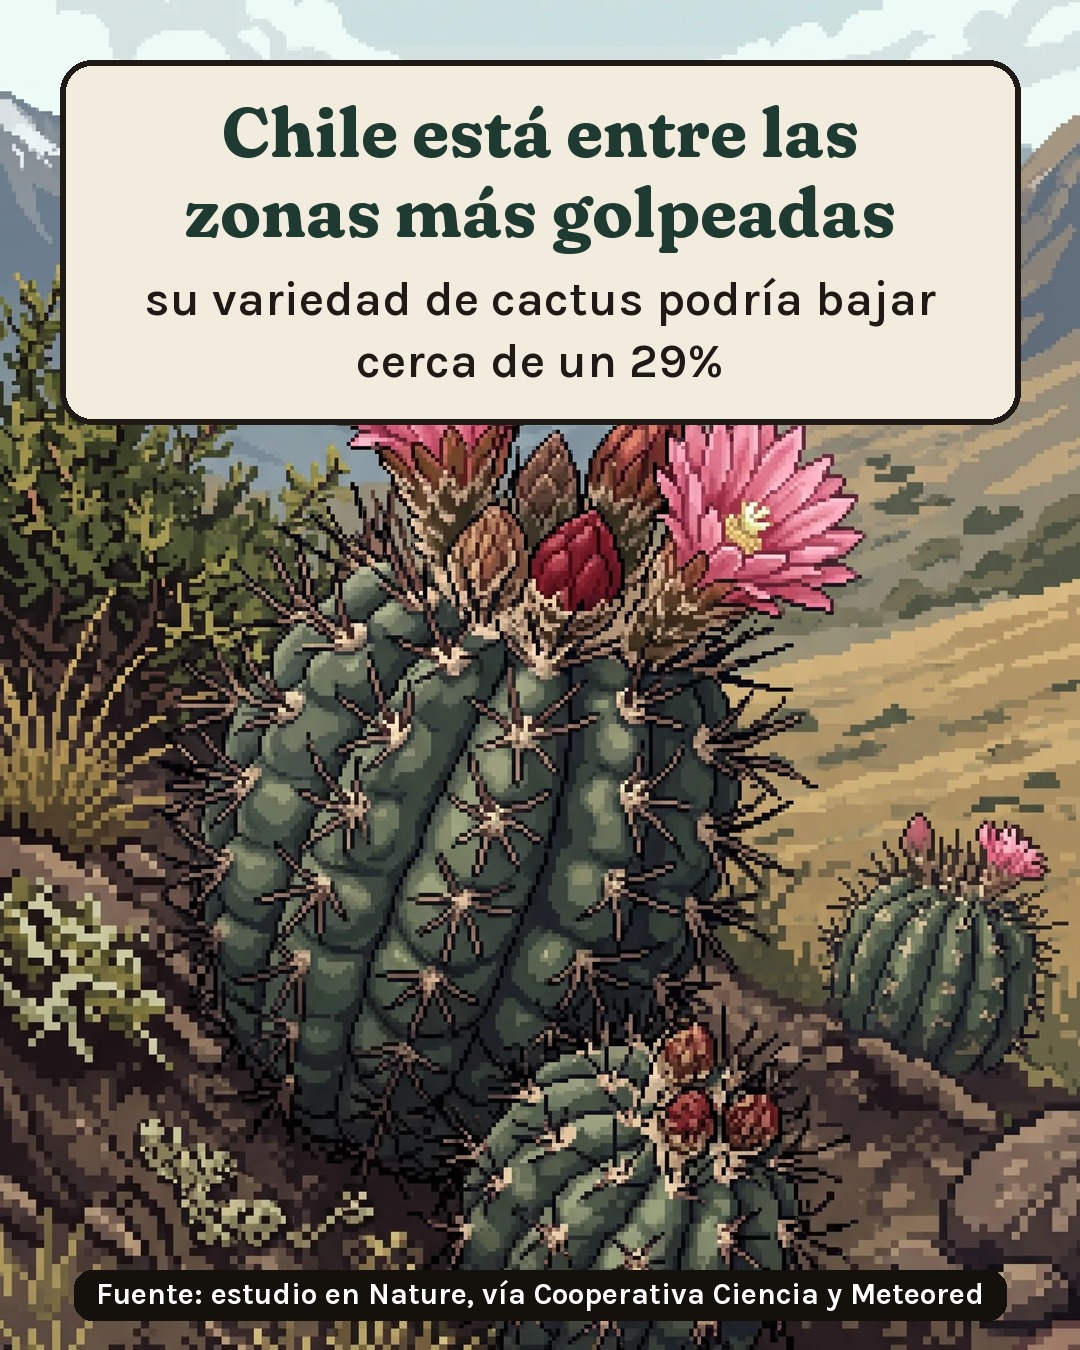 Chile está entre las
zonas más golpeadas
su variedad de cactus podría bajar
cerca de un 29%
Fuente: estudio en Nature, vía Cooperativa Ciencia y Meteored